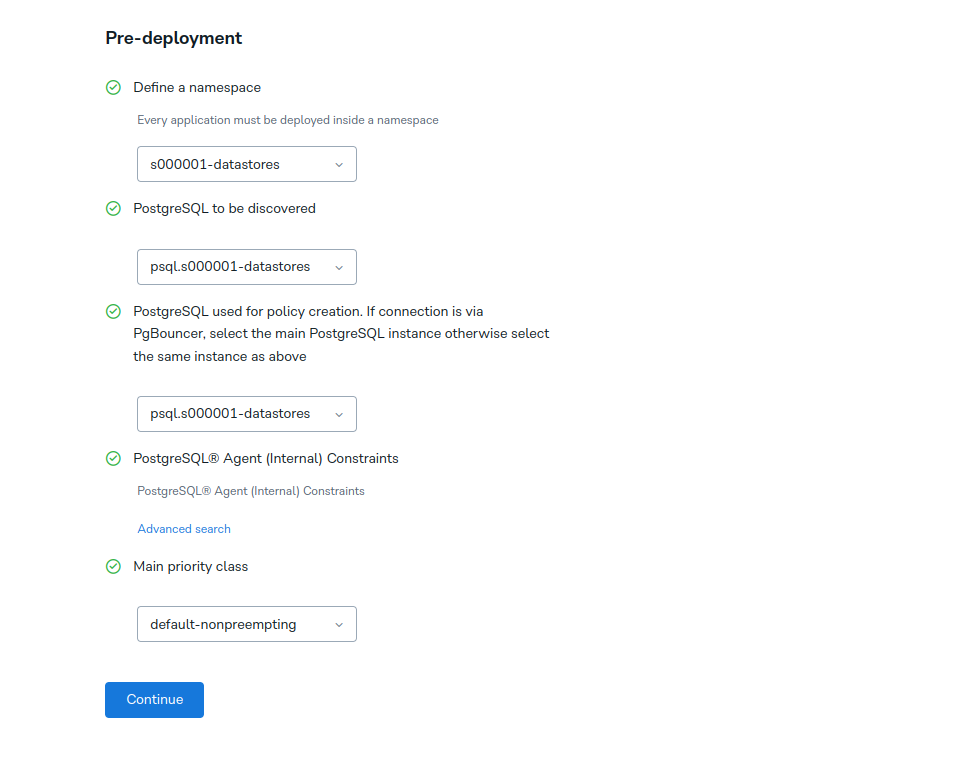 Pre-deployment
Define a namespace
Every application must be deployed inside a namespace
s000001-datastores
PostgreSQL to be discovered
psql.s000001-datastores
PostgreSQL used for policy creation. If connection is via
PgBouncer, select the main PostgreSQL instance otherwise select
the same instance as above
psql.s000001-datastores
PostgreSQL® Agent (Internal) Constraints
PostgreSQL® Agent (Internal) Constraints
Advanced search
Main priority class
default-nonpreempting
Continue